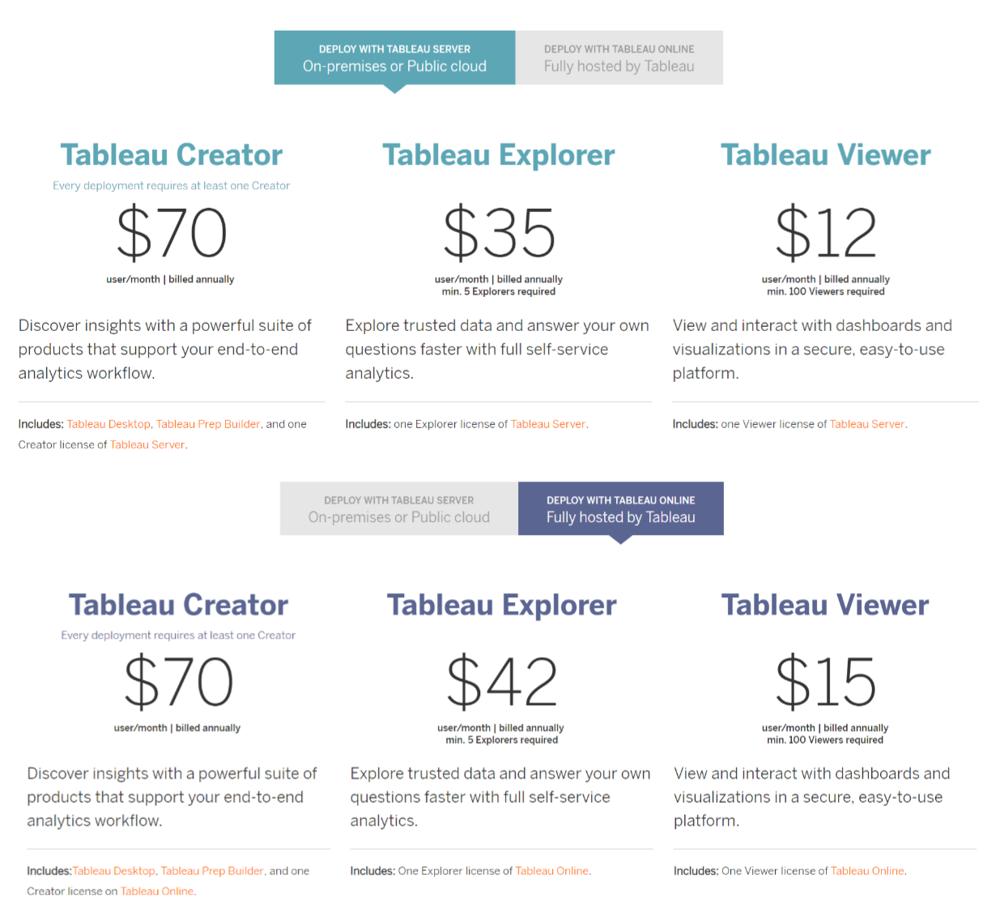 DEPLOY WITH TABLEAU SERVER
On-premises or Public cloud
DEPLOY WITH TABLEAU ONLINE
Fully hosted by Tableau
Tableau Creator
Every deployment requires at least one Creator
$70
user/month | billed annually
Discover insights with a powerful suite of
products that support your end-to-end
analytics workflow.
Includes: Tableau Desktop, Tableau Prep Builder, and one
Creator license of Tableau Server.
Tableau Explorer
$35
user/month | billed annually
min. 5 Explorers required
Explore trusted data and answer your own
questions faster with full self-service
analytics.
Includes: one Explorer license of Tableau Server.
Tableau Viewer
$12
user/month | billed annually
min. 100 Viewers required
View and interact with dashboards and
visualizations in a secure, easy-to-use
platform.
Includes: one Viewer license of Tableau Server.
DEPLOY WITH TABLEAU SERVER
On-premises or Public cloud
DEPLOY WITH TABLEAU ONLINE
Fully hosted by Tableau
Tableau Creator
Every deployment requires at least one Creator
$70
user/month | billed annually
Discover insights with a powerful suite of
products that support your end-to-end
analytics workflow.
Includes:Tableau Desktop, Tableau Prep Builder, and one
Creator license on Tableau Online.
Tableau Explorer
$42
user/month | billed annually
min. 5 Explorers required
Explore trusted data and answer your own
questions faster with full self-service
analytics.
Includes: One Explorer license of Tableau Online.
Tableau Viewer
$15
user/month | billed annually
min. 100 Viewers required
View and interact with dashboards and
visualizations in a secure, easy-to-use
platform.
Includes: One Viewer license of Tableau Online.